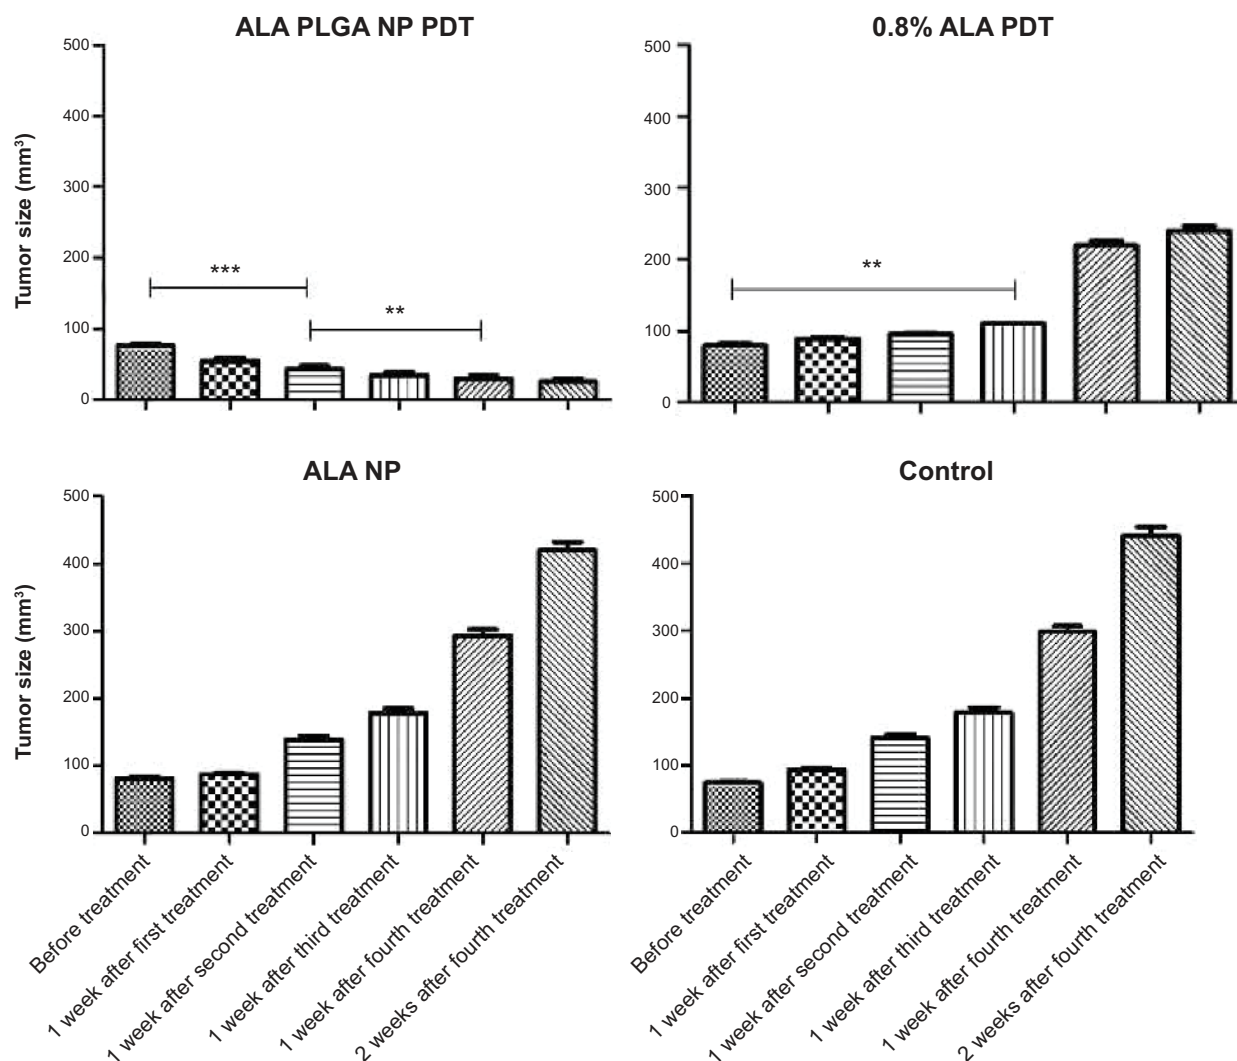 ALA PLGA NP PDT
Tumor size (mm³)
500
400
300
200
100
0
***
**
0.8% ALA PDT
500
400
300
200
100
0
**
ALA NP
Tumor size (mm³)
500
400
300
200
100
0
Before treatment
1 week after first treatment
1 week after second treatment
1 week after third treatment
1 week after fourth treatment
2 weeks after fourth treatment
Control
500
400
300
200
100
0
Before treatment
1 week after first treatment
1 week after second treatment
1 week after third treatment
1 week after fourth treatment
2 weeks after fourth treatment